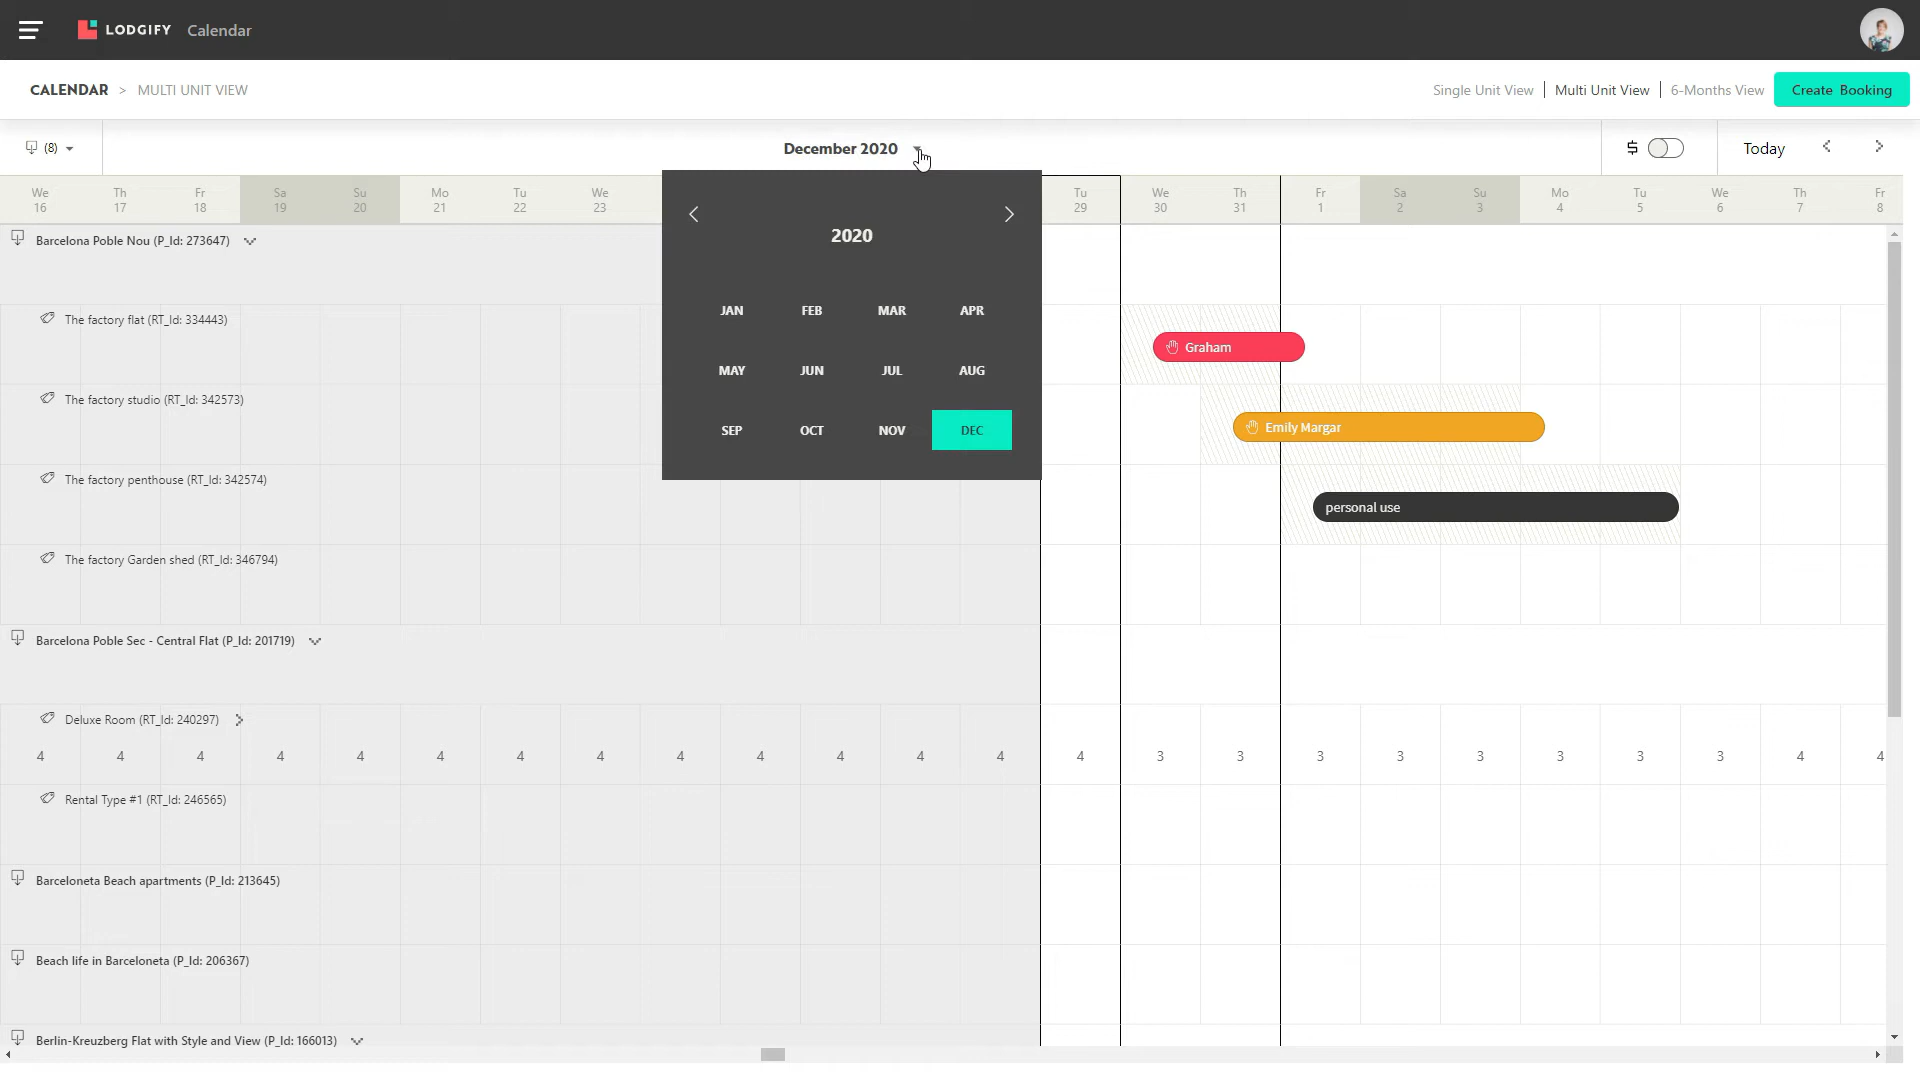 LODGIFY Calendar
CALENDAR > MULTI UNIT VIEW
Single Unit View | Multi Unit View | 6-Months View
Create Booking
(8)
December 2020
$
Today
We 16 Th 17 Fr 18 Sa 19 Su 20 Mo 21 Tu 22 We 23 Tu 29 We 30 Th 31 Fr 1 Sa 2 Su 3 Mo 4 Tu 5 We 6 Th 7 Fr 8
2020
JAN FEB MAR APR
MAY JUN JUL AUG
SEP OCT NOV DEC
Barcelona Poble Nou (P_Id: 273647)
The factory flat (RT_Id: 334443)
Graham
The factory studio (RT_Id: 342573)
Emily Margar
The factory penthouse (RT_Id: 342574)
personal use
The factory Garden shed (RT_Id: 346794)
Barcelona Poble Sec - Central Flat (P_Id: 201719)
Deluxe Room (RT_Id: 240297)
4 4 4 4 4 4 4 4 4 4 4 4 4 4 3 3 3 3 3 3 3 3 4 4
Rental Type #1 (RT_Id: 246565)
Barceloneta Beach apartments (P_Id: 213645)
Beach life in Barceloneta (P_Id: 206367)
Berlin-Kreuzberg Flat with Style and View (P_Id: 166013)